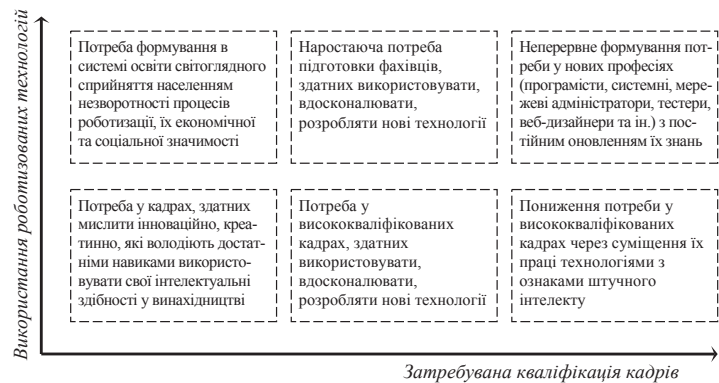 Використання роботизованих технологій
Потреба формування в
системі освіти світоглядного
сприйняття населенням
незворотності процесів
роботизації, їх економічної
та соціальної значимості
Наростаюча потреба
підготовки фахівців,
здатних використовувати,
вдосконалювати,
розробляти нові технології
Неперервне формування пот-
реби у нових професіях
(програмісти, системні, мере-
жеві адміністратори, тестери,
веб-дизайнери та ін.) з пос-
тійним оновленням їх знань
Потреба у кадрах, здатних
мислити інноваційно, креа-
тинно, які володіють достат-
німи навиками використо-
вувати свої інтелектуальні
здібності у винахідництві
Потреба у
висококваліфікованих
кадрах, здатних
використовувати,
вдосконалювати,
розробляти нові технології
Пониження потреби у
висококваліфікованих
кадрах через суміщення їх
праці технологіями з
ознаками штучного
інтелекту
Затребувана кваліфікація кадрів